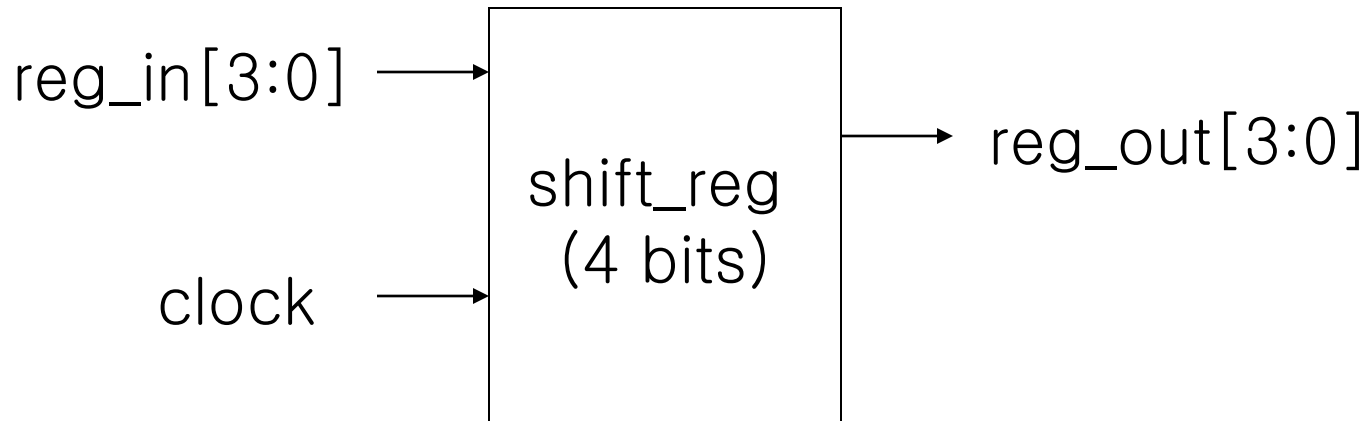 reg_in[3:0]
reg_out[3:0]
shift_reg
(4 bits)
clock